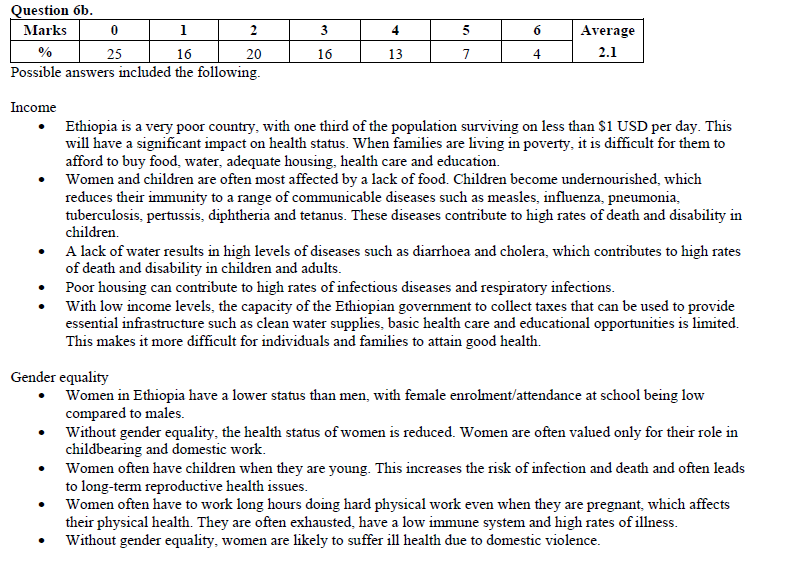 Question 6b.
Marks 0 1 2 3 4 5 6 Average
% 25 16 20 16 13 7 4 2.1
Possible answers included the following.
Income
• Ethiopia is a very poor country, with one third of the population surviving on less than $1 USD per day. This
will have a significant impact on health status. When families are living in poverty, it is difficult for them to
afford to buy food, water, adequate housing, health care and education.
• Women and children are often most affected by a lack of food. Children become undernourished, which
reduces their immunity to a range of communicable diseases such as measles, influenza, pneumonia,
tuberculosis, pertussis, diphtheria and tetanus. These diseases contribute to high rates of death and disability in
children.
• A lack of water results in high levels of diseases such as diarrhoea and cholera, which contributes to high rates
of death and disability in children and adults.
• Poor housing can contribute to high rates of infectious diseases and respiratory infections.
• With low income levels, the capacity of the Ethiopian government to collect taxes that can be used to provide
essential infrastructure such as clean water supplies, basic health care and educational opportunities is limited.
This makes it more difficult for individuals and families to attain good health.
Gender equality
• Women in Ethiopia have a lower status than men, with female enrolment/attendance at school being low
compared to males.
• Without gender equality, the health status of women is reduced. Women are often valued only for their role in
childbearing and domestic work.
• Women often have children when they are young. This increases the risk of infection and death and often leads
to long-term reproductive health issues.
• Women often have to work long hours doing hard physical work even when they are pregnant, which affects
their physical health. They are often exhausted, have a low immune system and high rates of illness.
• Without gender equality, women are likely to suffer ill health due to domestic violence.